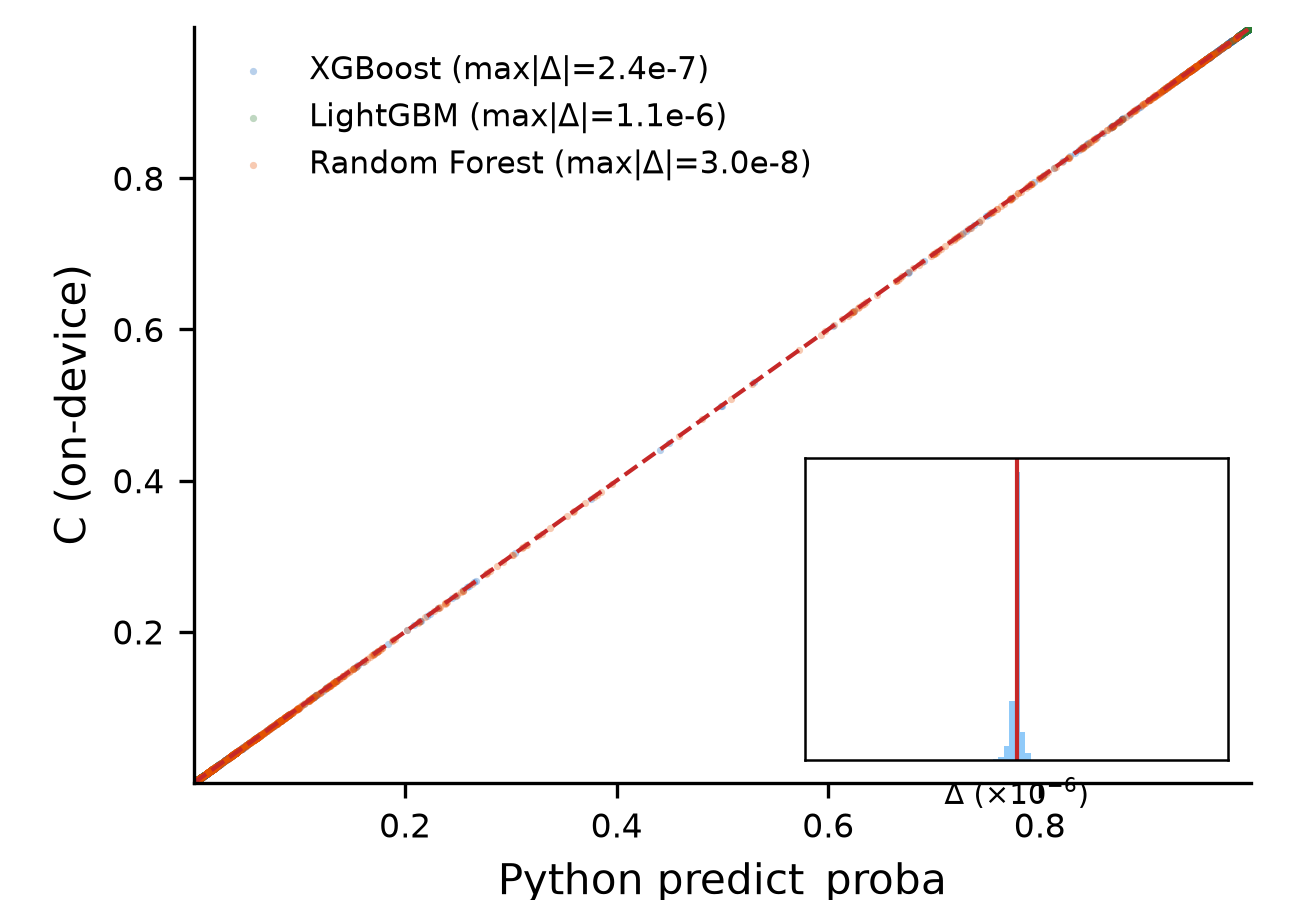 XGBoost (max|Δ|=2.4e-7)
LightGBM (max|Δ|=1.1e-6)
Random Forest (max|Δ|=3.0e-8)
0.8
0.6
0.4
0.2
C (on-device)
Δ (×10⁻⁶)
0.2 0.4 0.6 0.8
Python predict_proba